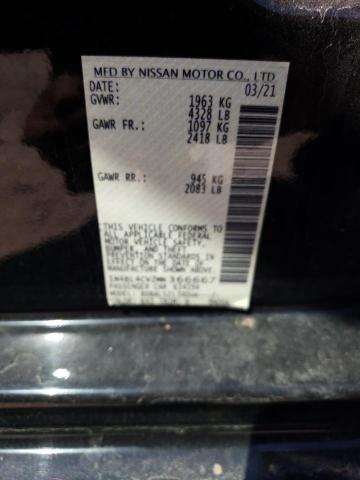 MFD BY NISSAN MOTOR CO., LTD
DATE: 03/21
GVWR: 1963 KG
4328 LB
GAWR FR.: 1097 KG
2418 LB
GAWR RR.: 945 KG
2083 LB
THIS VEHICLE CONFORMS TO
ALL APPLICABLE FEDERAL
MOTOR VEHICLE SAFETY,
BUMPER, AND THEFT
PREVENTION STANDARDS IN
EFFECT ON THE DATE OF
MANUFACTURE SHOWN ABOVE.
366667
PASSENGER CAR
MODEL: